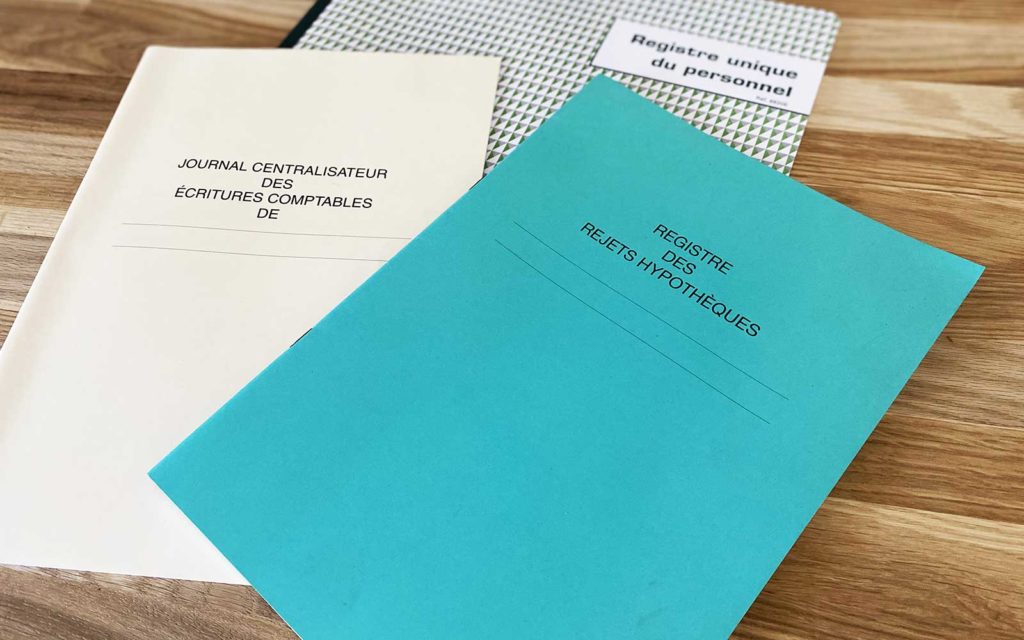 Registre unique
du personnel
JOURNAL CENTRALISATEUR
DES
ÉCRITURES COMPTABLES
DE
REGISTRE
DES
REJETS HYPOTHÈQUES